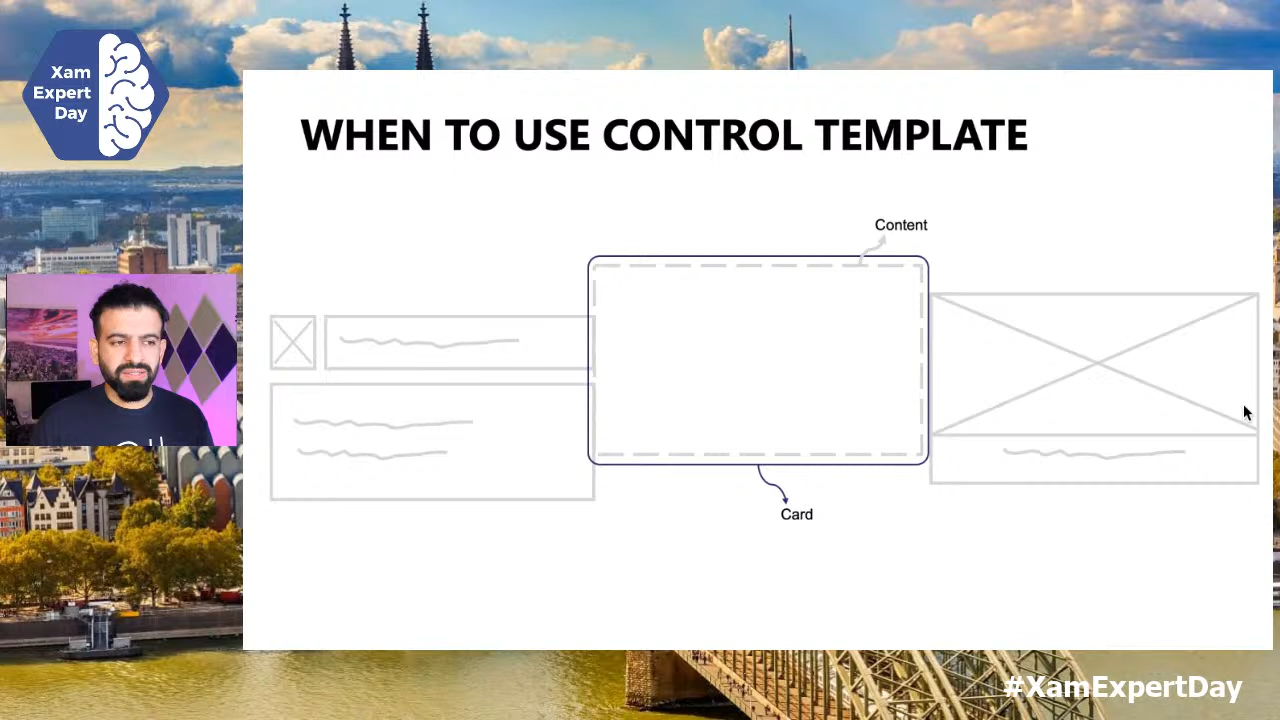 Xam
Expert
Day
WHEN TO USE CONTROL TEMPLATE
Content
Card
#XamExpertDay